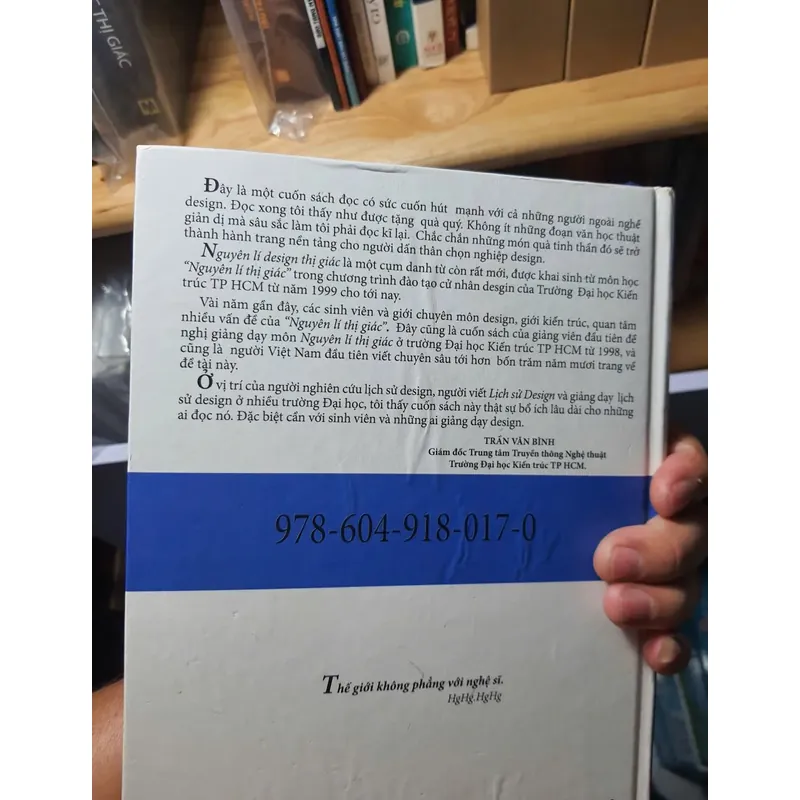 THỊ GIÁC
Đây là một cuốn sách đọc có sức cuốn hút mạnh với cả những người ngoài nghề
design. Đọc xong tôi thấy như được tặng quà quý. Không ít những đoạn văn học thuật
giản dị mà sâu sắc làm tôi phải đọc kĩ lại. Chắc chắn những món quà tinh thần đó sẽ trở
thành hành trang nền tảng cho người dấn thân chọn nghiệp design.
Nguyên lí design thị giác là một cụm danh từ còn rất mới, được khai sinh từ môn học
"Nguyên lí thị giác" trong chương trình đào tạo cử nhân desgin của Trường Đại học Kiến
trúc TP HCM từ năm 1999 cho tới nay.
Vài năm gần đây, các sinh viên và giới chuyên môn design, giới kiến trúc, quan tâm
nhiều vấn đề của "Nguyên lí thị giác". Đây cũng là cuốn sách của giảng viên đầu tiên đề
nghị giảng dạy môn Nguyên lí thị giác ở trường Đại học Kiến trúc TP HCM từ 1998, và
cũng là người Việt Nam đầu tiên viết chuyên sâu tới hơn bốn trăm năm mươi trang về
đề tài này.
Ở vị trí của người nghiên cứu lịch sử design, người viết Lịch sử Design và giảng dạy lịch
sử design ở nhiều trường Đại học, tôi thấy cuốn sách này thật sự bổ ích lâu dài cho những
ai đọc nó. Đặc biệt cần với sinh viên và những ai giảng dạy design.
TRẦN VĂN BÌNH
Giám đốc Trung tâm Truyền thông Nghệ thuật
Trường Đại học Kiến trúc TP HCM.
978-604-918-017-0
Thế giới không phẳng với nghệ sĩ.
HgHg.HgHg